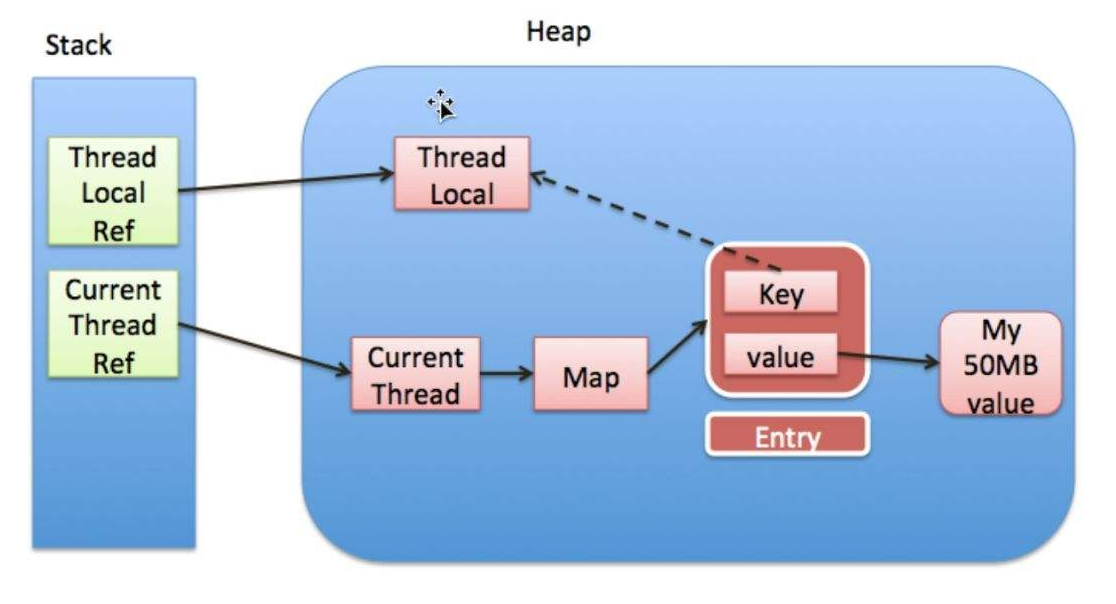 Stack
Heap
Thread
Local
Ref
Thread
Local
Current
Thread
Ref
Key
value
Current
Thread
Map
My
50MB
value
Entry